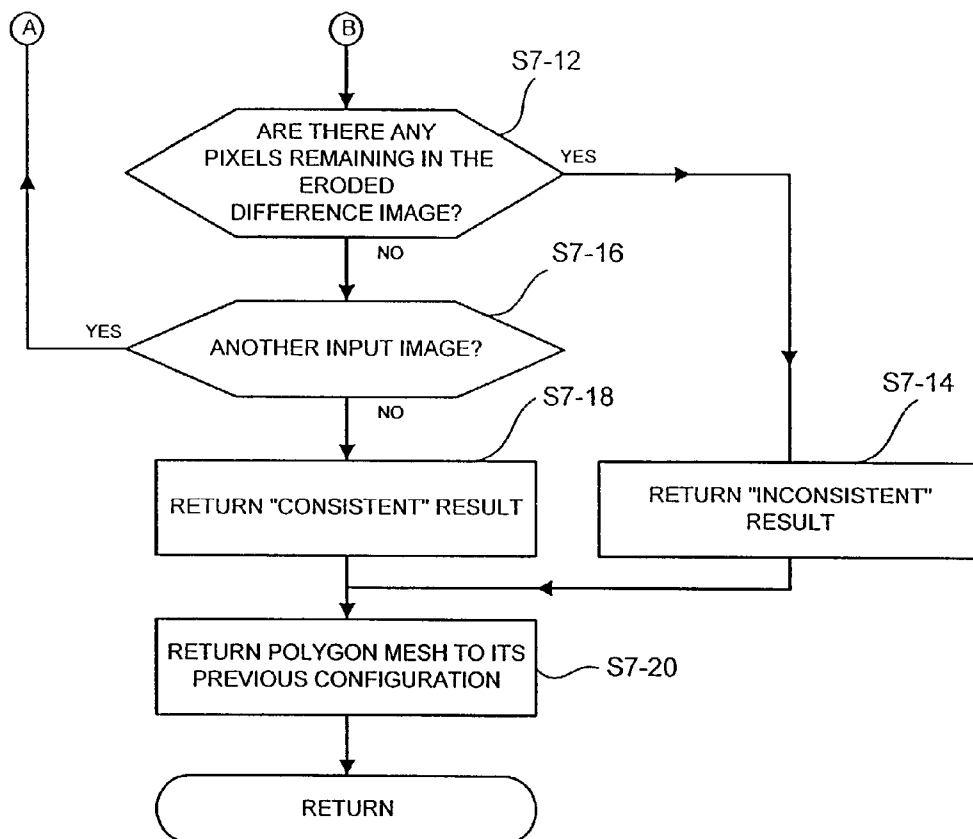 A
B
S7-12
ARE THERE ANY
PIXELS REMAINING IN THE
ERODED
DIFFERENCE IMAGE?
YES
NO
S7-16
YES
ANOTHER INPUT IMAGE?
NO
S7-18
S7-14
RETURN "CONSISTENT" RESULT
RETURN "INCONSISTENT"
RESULT
RETURN POLYGON MESH TO ITS
PREVIOUS CONFIGURATION
S7-20
RETURN